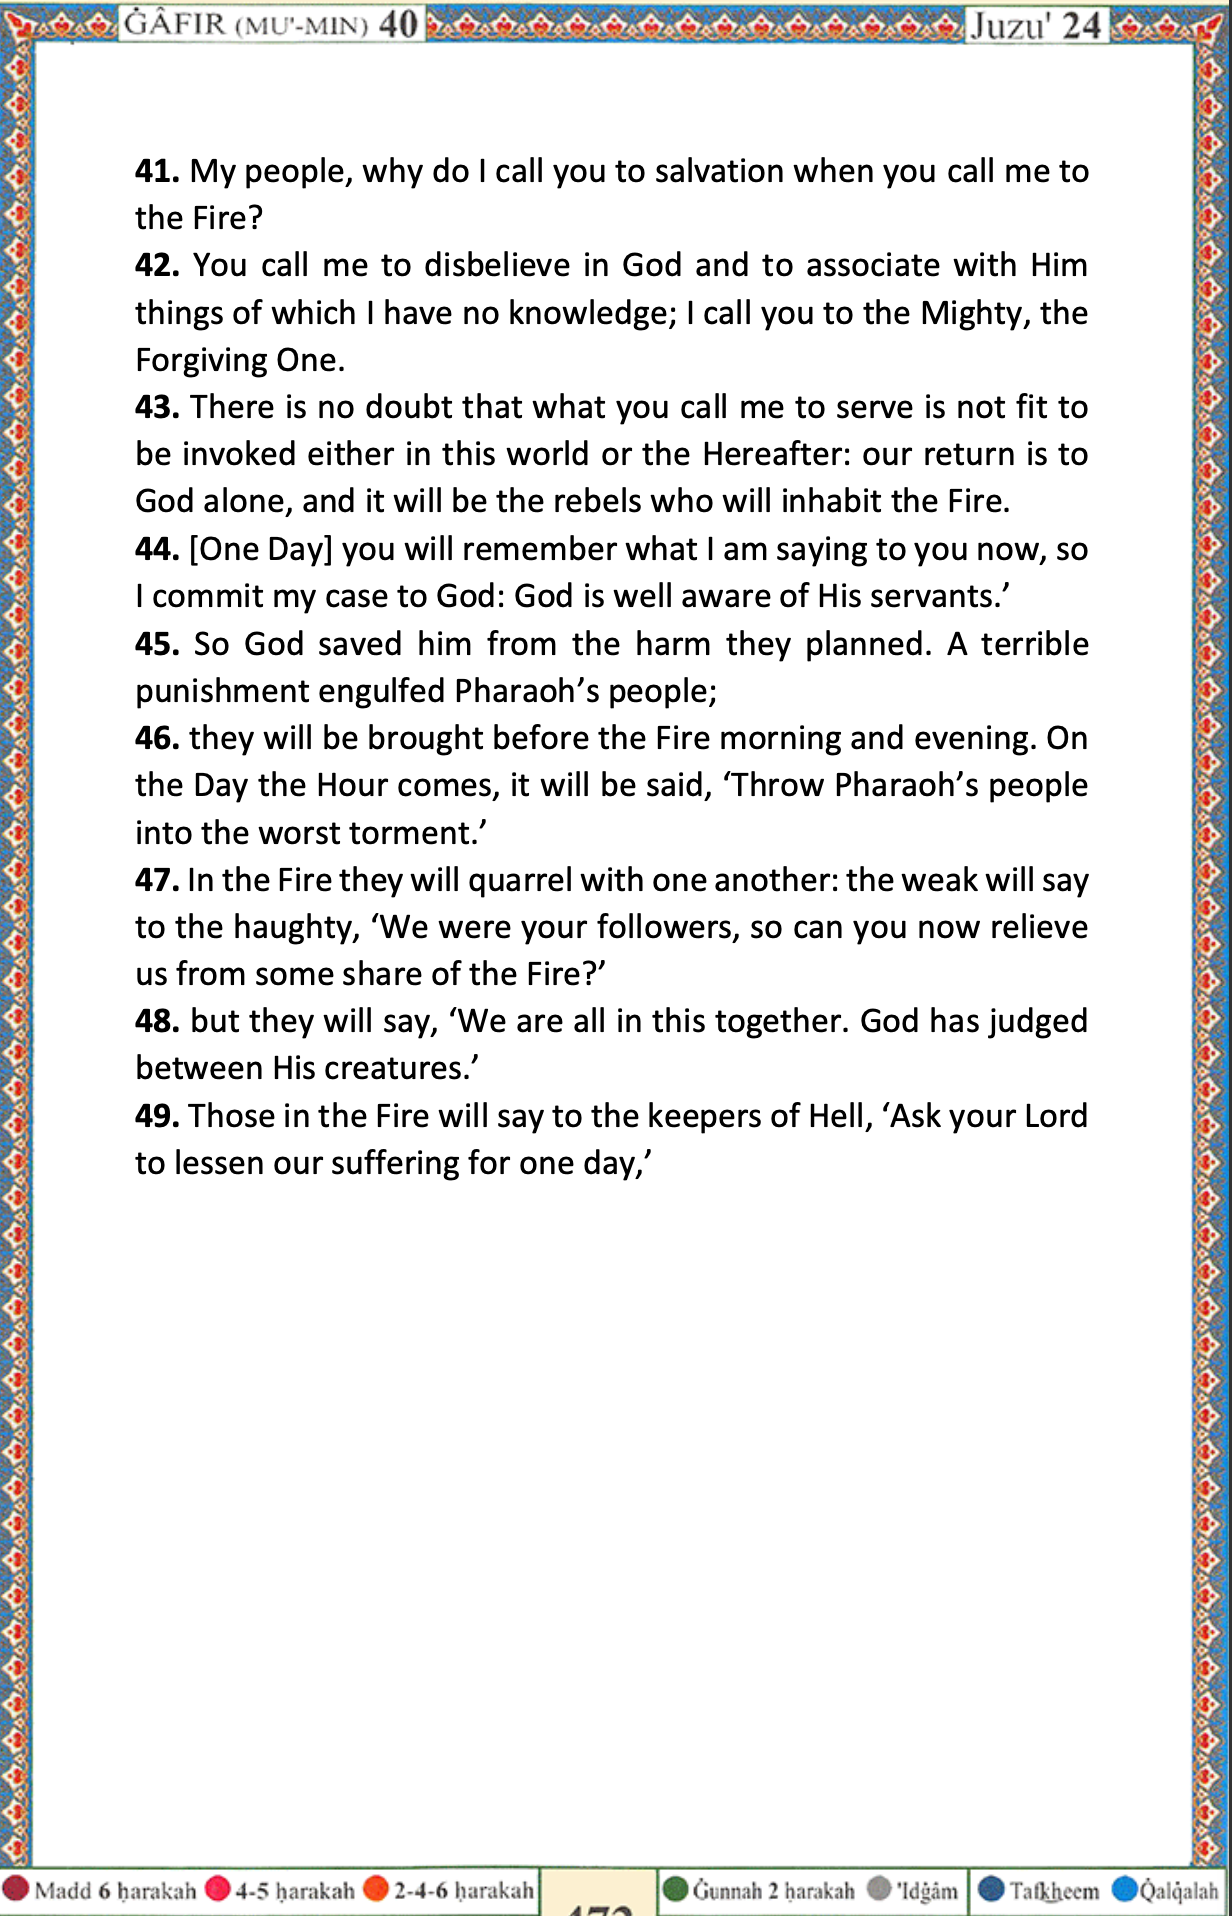 ĠÂFIR (MU'-MIN) 40
Juzu' 24
41. My people, why do I call you to salvation when you call me to
the Fire?
42. You call me to disbelieve in God and to associate with Him
things of which I have no knowledge; I call you to the Mighty, the
Forgiving One.
43. There is no doubt that what you call me to serve is not fit to
be invoked either in this world or the Hereafter: our return is to
God alone, and it will be the rebels who will inhabit the Fire.
44. [One Day] you will remember what I am saying to you now, so
I commit my case to God: God is well aware of His servants.’
45. So God saved him from the harm they planned. A terrible
punishment engulfed Pharaoh’s people;
46. they will be brought before the Fire morning and evening. On
the Day the Hour comes, it will be said, ‘Throw Pharaoh’s people
into the worst torment.’
47. In the Fire they will quarrel with one another: the weak will say
to the haughty, ‘We were your followers, so can you now relieve
us from some share of the Fire?’
48. but they will say, ‘We are all in this together. God has judged
between His creatures.’
49. Those in the Fire will say to the keepers of Hell, ‘Ask your Lord
to lessen our suffering for one day,’
Madd 6 ḥarakah 4-5 ḥarakah 2-4-6 ḥarakah
Ġunnah 2 ḥarakah 'Idġâm
Tafkheem Q̇alq̇alah